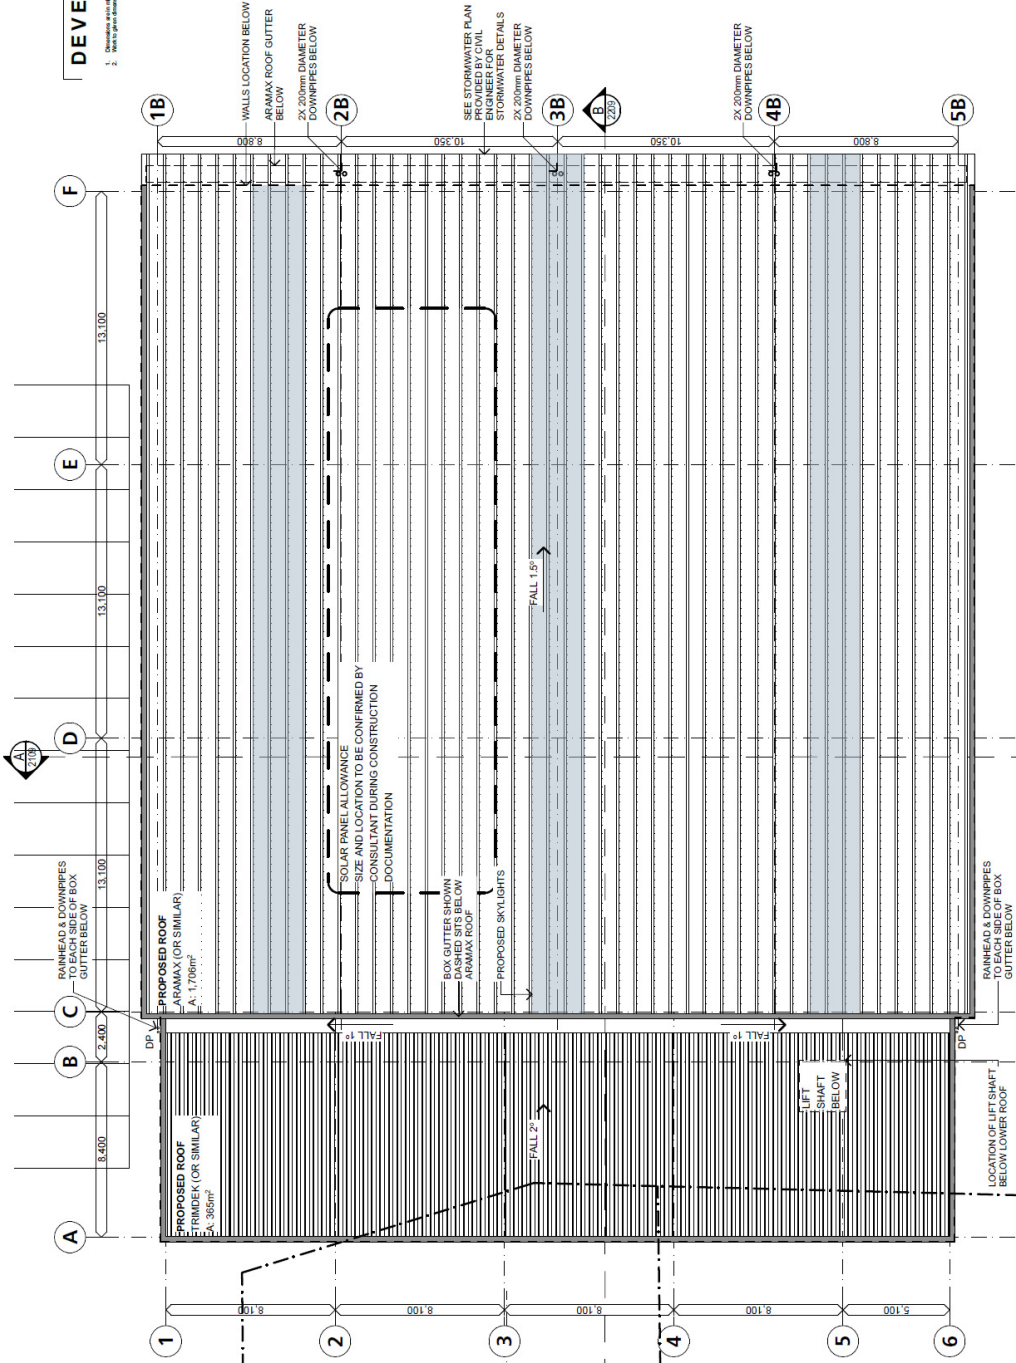 DEVE
1.
2.
WALLS LOCATION BELOW
ARAMAX ROOF GUTTER
BELOW
2X 200mm DIAMETER
DOWNPIPES BELOW
SEE STORMWATER PLAN
PROVIDED BY CIVIL
ENGINEER FOR
STORMWATER DETAILS
2X 200mm DIAMETER
DOWNPIPES BELOW
2X 200mm DIAMETER
DOWNPIPES BELOW
1B
2B
3B
B
2209
4B
5B
8,800
10,350
10,350
8,800
F
E
D
C
B
A
13,100
13,100
13,100
2,400
8,400
A
2109
RAINHEAD & DOWNPIPES
TO EACH SIDE OF BOX
GUTTER BELOW
PROPOSED ROOF
ARAMAX (OR SIMILAR)
A: 1,706m²
SOLAR PANEL ALLOWANCE
SIZE AND LOCATION TO BE CONFIRMED BY
CONSULTANT DURING CONSTRUCTION
DOCUMENTATION
BOX GUTTER SHOWN
DASHED SITS BELOW
ARAMAX ROOF
PROPOSED SKYLIGHTS
FALL 1.5°
RAINHEAD & DOWNPIPES
TO EACH SIDE OF BOX
GUTTER BELOW
DP
FALL 1°
FALL 1°
DP
PROPOSED ROOF
TRIMDEK (OR SIMILAR)
A: 365m²
FALL 2°
LIFT
SHAFT
BELOW
LOCATION OF LIFT SHAFT
BELOW LOWER ROOF
8,100
8,100
8,100
8,100
5,100
1
2
3
4
5
6